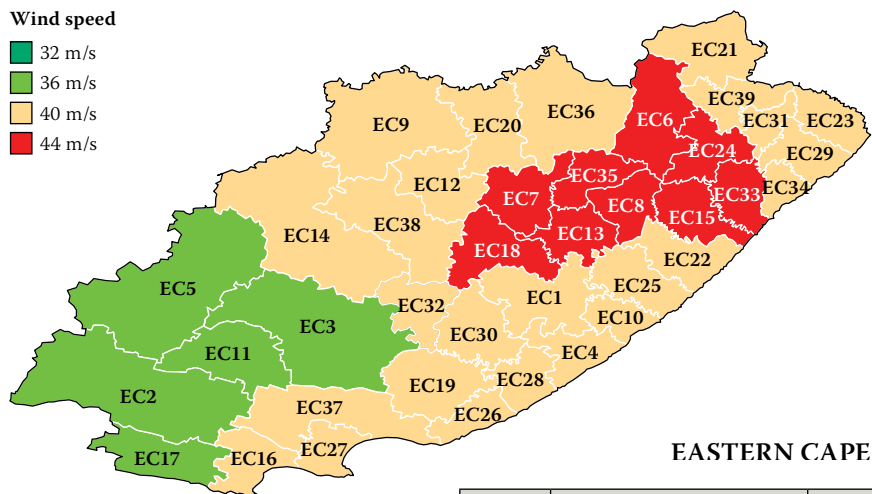 Wind speed
32 m/s
36 m/s
40 m/s
44 m/s
EC21
EC39
EC36
EC6
EC31
EC23
EC9
EC20
EC24
EC29
EC35
EC12
EC34
EC7
EC33
EC8
EC15
EC38
EC14
EC13
EC18
EC22
EC5
EC25
EC1
EC32
EC10
EC3
EC30
EC11
EC4
EC28
EC19
EC2
EC37
EC26
EC27
EC17
EC16
EASTERN CAPE